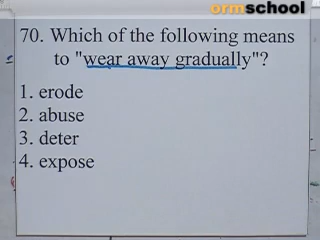 ormschool
70. Which of the following means
to "wear away gradually"?
1. erode
2. abuse
3. deter
4. expose